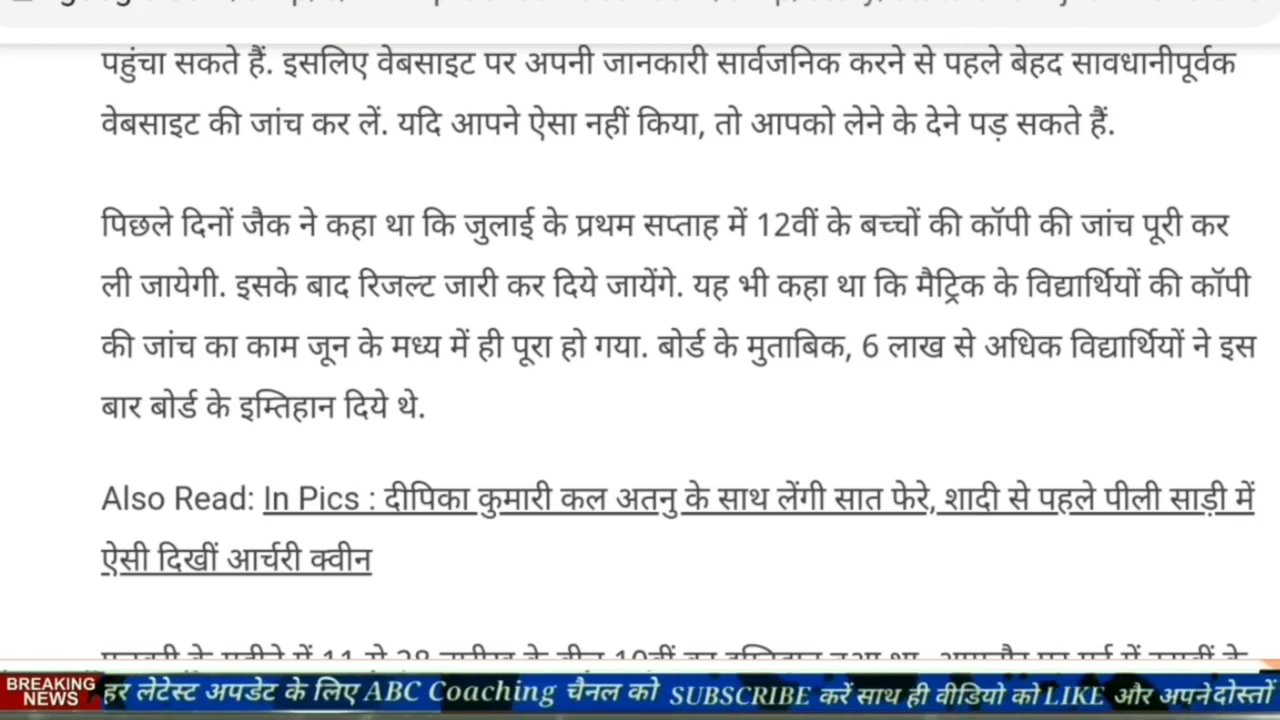 पहुंचा सकते हैं. इसलिए वेबसाइट पर अपनी जानकारी सार्वजनिक करने से पहले बेहद सावधानीपूर्वक
वेबसाइट की जांच कर लें. यदि आपने ऐसा नहीं किया, तो आपको लेने के देने पड़ सकते हैं.
पिछले दिनों जैक ने कहा था कि जुलाई के प्रथम सप्ताह में 12वीं के बच्चों की कॉपी की जांच पूरी कर
ली जायेगी. इसके बाद रिजल्ट जारी कर दिये जायेंगे. यह भी कहा था कि मैट्रिक के विद्यार्थियों की कॉपी
की जांच का काम जून के मध्य में ही पूरा हो गया. बोर्ड के मुताबिक, 6 लाख से अधिक विद्यार्थियों ने इस
बार बोर्ड के इम्तिहान दिये थे.
Also Read: In Pics : दीपिका कुमारी कल अतनु के साथ लेंगी सात फेरे, शादी से पहले पीली साड़ी में
ऐसी दिखीं आर्चरी क्वीन
BREAKING
NEWS
हर लेटेस्ट अपडेट के लिए ABC Coaching चैनल को SUBSCRIBE करें साथ ही वीडियो को LIKE और अपने दोस्तों